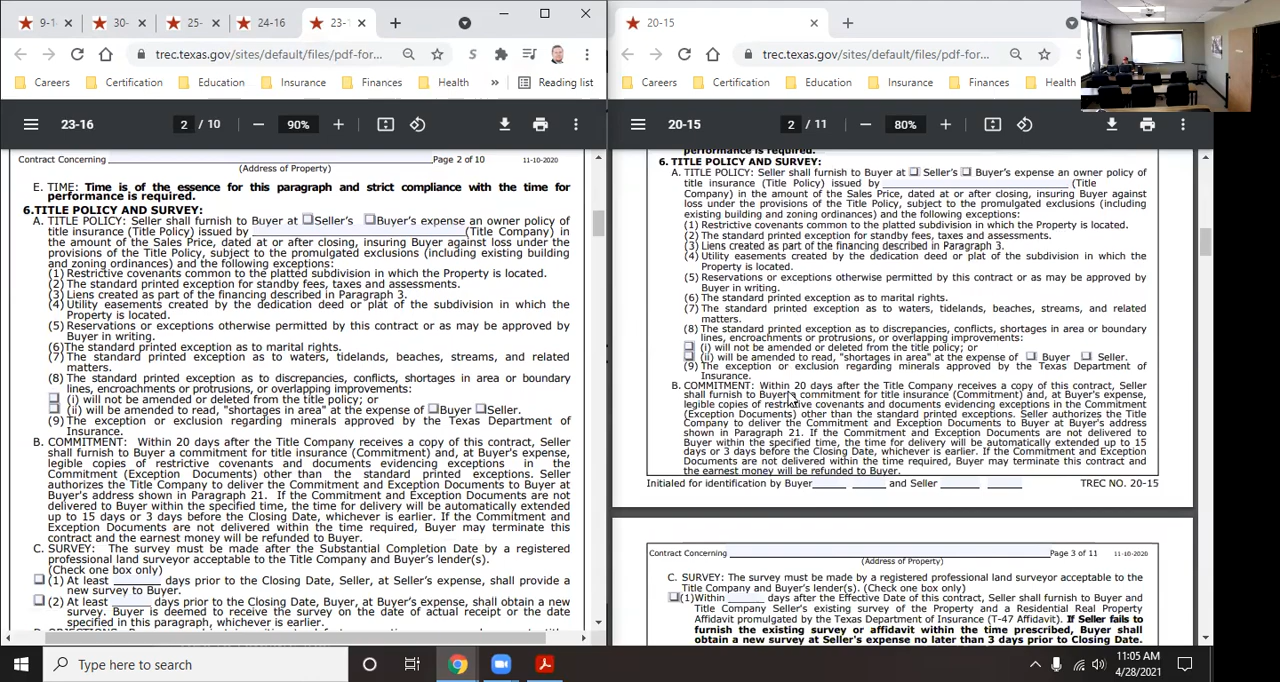 9-1
30-
25-
24-16
23-1
20-15
trec.texas.gov/sites/default/files/pdf-for...
trec.texas.gov/sites/default/files/pdf-for...
Careers
Certification
Education
Insurance
Finances
Health
»
Reading list
Careers
Certification
Education
Insurance
Finances
Health
23-16
2 / 10
90%
20-15
2 / 11
80%
Contract Concerning Page 2 of 10 11-10-2020
(Address of Property)
E. TIME: Time is of the essence for this paragraph and strict compliance with the time for
performance is required.
6.TITLE POLICY AND SURVEY:
A. TITLE POLICY: Seller shall furnish to Buyer at Seller's Buyer's expense an owner policy of
title insurance (Title Policy) issued by (Title Company) in
the amount of the Sales Price, dated at or after closing, insuring Buyer against loss under the
provisions of the Title Policy, subject to the promulgated exclusions (including existing building
and zoning ordinances) and the following exceptions:
(1) Restrictive covenants common to the platted subdivision in which the Property is located.
(2) The standard printed exception for standby fees, taxes and assessments.
(3) Liens created as part of the financing described in Paragraph 3.
(4) Utility easements created by the dedication deed or plat of the subdivision in which the
Property is located.
(5) Reservations or exceptions otherwise permitted by this contract or as may be approved by
Buyer in writing.
(6)The standard printed exception as to marital rights.
(7) The standard printed exception as to waters, tidelands, beaches, streams, and related
matters.
(8) The standard printed exception as to discrepancies, conflicts, shortages in area or boundary
lines, encroachments or protrusions, or overlapping improvements:
(i) will not be amended or deleted from the title policy; or
(ii) will be amended to read, "shortages in area" at the expense of Buyer Seller.
(9) The exception or exclusion regarding minerals approved by the Texas Department of
Insurance.
B. COMMITMENT: Within 20 days after the Title Company receives a copy of this contract, Seller
shall furnish to Buyer a commitment for title insurance (Commitment) and, at Buyer's expense,
legible copies of restrictive covenants and documents evidencing exceptions in the
Commitment (Exception Documents) other than the standard printed exceptions. Seller
authorizes the Title Company to deliver the Commitment and Exception Documents to Buyer at
Buyer's address shown in Paragraph 21. If the Commitment and Exception Documents are not
delivered to Buyer within the specified time, the time for delivery will be automatically extended
up to 15 days or 3 days before the Closing Date, whichever is earlier. If the Commitment and
Exception Documents are not delivered within the time required, Buyer may terminate this
contract and the earnest money will be refunded to Buyer.
C. SURVEY: The survey must be made after the Substantial Completion Date by a registered
professional land surveyor acceptable to the Title Company and Buyer's lender(s).
(Check one box only)
(1) At least days prior to the Closing Date, Seller, at Seller's expense, shall provide a
new survey to Buyer.
(2) At least days prior to the Closing Date, Buyer, at Buyer's expense, shall obtain a new
survey. Buyer is deemed to receive the survey on the date of actual receipt or the date
specified in this paragraph, whichever is earlier.
performance is required.
6. TITLE POLICY AND SURVEY:
A. TITLE POLICY: Seller shall furnish to Buyer at Seller's Buyer's expense an owner policy of
title insurance (Title Policy) issued by (Title
Company) in the amount of the Sales Price, dated at or after closing, insuring Buyer against
loss under the provisions of the Title Policy, subject to the promulgated exclusions (including
existing building and zoning ordinances) and the following exceptions:
(1) Restrictive covenants common to the platted subdivision in which the Property is located.
(2) The standard printed exception for standby fees, taxes and assessments.
(3) Liens created as part of the financing described in Paragraph 3.
(4) Utility easements created by the dedication deed or plat of the subdivision in which the
Property is located.
(5) Reservations or exceptions otherwise permitted by this contract or as may be approved by
Buyer in writing.
(6) The standard printed exception as to marital rights.
(7) The standard printed exception as to waters, tidelands, beaches, streams, and related
matters.
(8) The standard printed exception as to discrepancies, conflicts, shortages in area or boundary
lines, encroachments or protrusions, or overlapping improvements:
(i) will not be amended or deleted from the title policy; or
(ii) will be amended to read, "shortages in area" at the expense of Buyer Seller.
(9) The exception or exclusion regarding minerals approved by the Texas Department of
Insurance.
B. COMMITMENT: Within 20 days after the Title Company receives a copy of this contract, Seller
shall furnish to Buyer a commitment for title insurance (Commitment) and, at Buyer's expense,
legible copies of restrictive covenants and documents evidencing exceptions in the Commitment
(Exception Documents) other than the standard printed exceptions. Seller authorizes the Title
Company to deliver the Commitment and Exception Documents to Buyer at Buyer's address
shown in Paragraph 21. If the Commitment and Exception Documents are not delivered to
Buyer within the specified time, the time for delivery will be automatically extended up to 15
days or 3 days before the Closing Date, whichever is earlier. If the Commitment and Exception
Documents are not delivered within the time required, Buyer may terminate this contract and
the earnest money will be refunded to Buyer.
Initialed for identification by Buyer and Seller TREC NO. 20-15
Contract Concerning Page 3 of 11 11-10-2020
(Address of Property)
C. SURVEY: The survey must be made by a registered professional land surveyor acceptable to the
Title Company and Buyer's lender(s). (Check one box only)
(1)Within days after the Effective Date of this contract, Seller shall furnish to Buyer and
Title Company Seller's existing survey of the Property and a Residential Real Property
Affidavit promulgated by the Texas Department of Insurance (T-47 Affidavit). If Seller fails to
furnish the existing survey or affidavit within the time prescribed, Buyer shall
obtain a new survey at Seller's expense no later than 3 days prior to Closing Date.
Type here to search
11:05 AM
4/28/2021